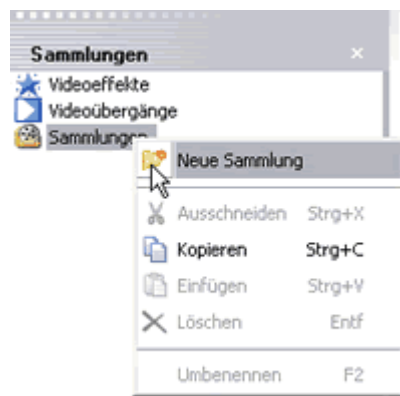 Sammlungen
Videoeffekte
Videoübergänge
Sammlungen
Neue Sammlung
Ausschneiden Strg+X
Kopieren Strg+C
Einfügen Strg+V
Löschen Entf
Umbenennen F2